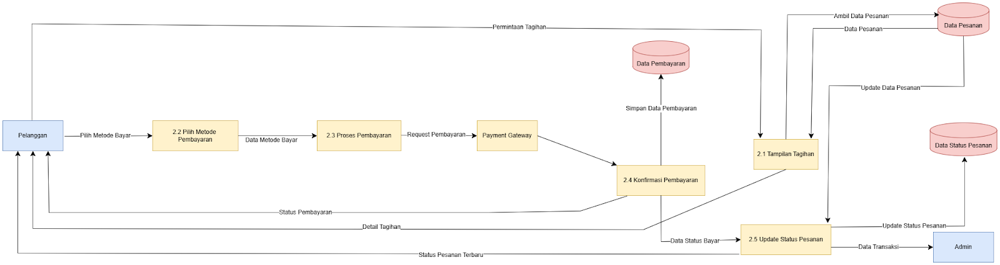 Ambil Data Pesanan
Permintaan Tagihan
Data Pesanan
Data Pesanan
Data Pembayaran
Update Data Pesanan
Simpan Data Pembayaran
Pelanggan
Pilih Metode Bayar
2.2 Pilih Metode
Pembayaran
Data Metode Bayar
2.3 Proses Pembayaran
Request Pembayaran
Payment Gateway
Data Status Pesanan
2.1 Tampilan Tagihan
2.4 Konfirmasi Pembayaran
Status Pembayaran
Detail Tagihan
Update Status Pesanan
Data Status Bayar
2.5 Update Status Pesanan
Data Transaksi
Admin
Status Pesanan Terbaru